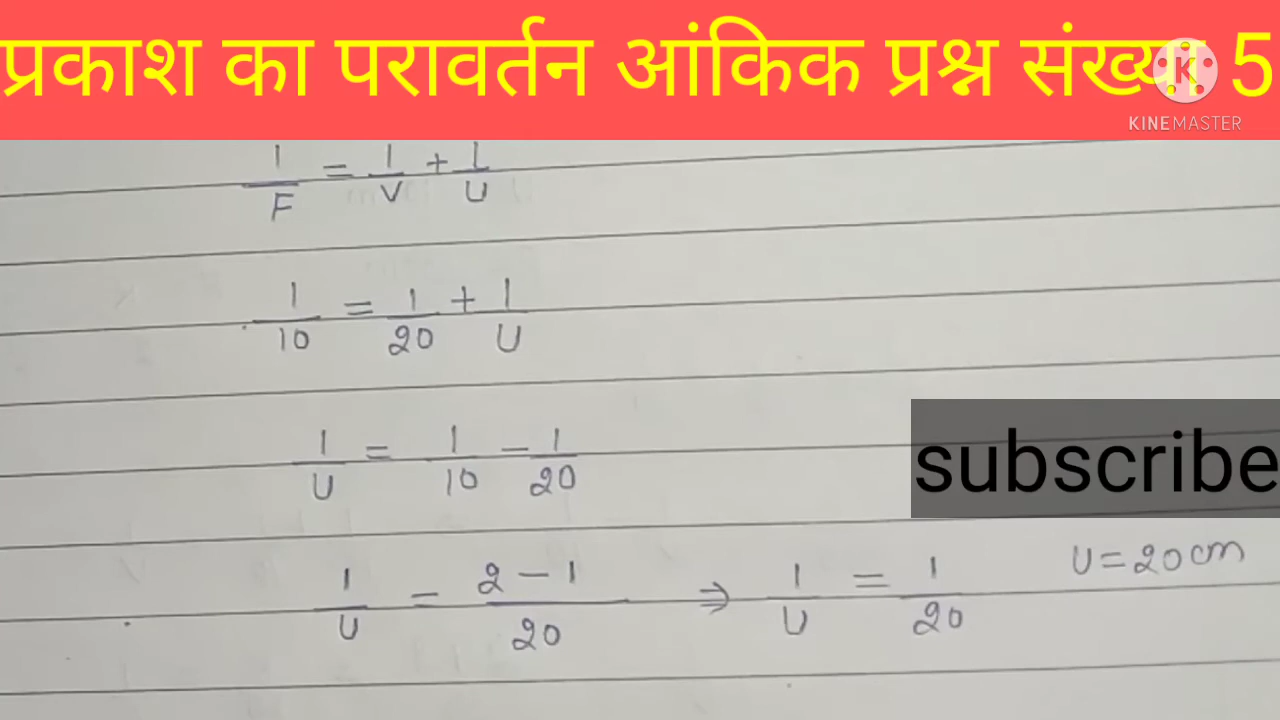 प्रकाश का परावर्तन आंकिक प्रश्न संख्या 5
K
KINEMASTER
1/F = 1/V + 1/U
1/10 = 1/20 + 1/U
1/U = 1/10 - 1/20
subscribe
1/U = 2-1/20 ⇒ 1/U = 1/20 U = 20 cm